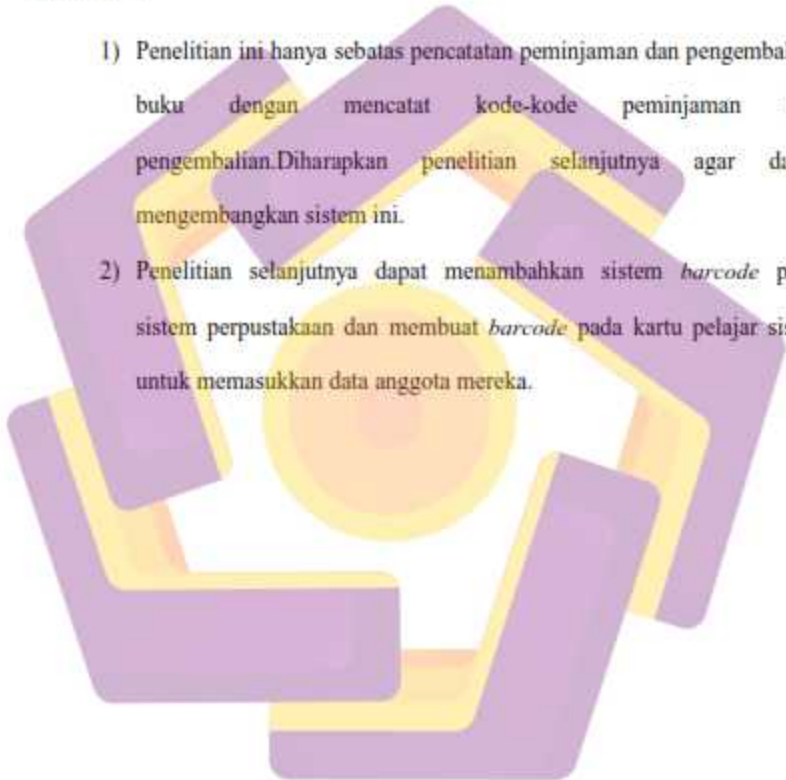 1) Penelitian ini hanya sebatas pencatatan peminjaman dan pengembal
buku dengan mencatat kode-kode peminjaman
pengembalian.Diharapkan penelitian selanjutnya agar da
mengembangkan sistem ini.
2) Penelitian selanjutnya dapat menambahkan sistem barcode p
sistem perpustakaan dan membuat barcode pada kartu pelajar sis
untuk memasukkan data anggota mereka.